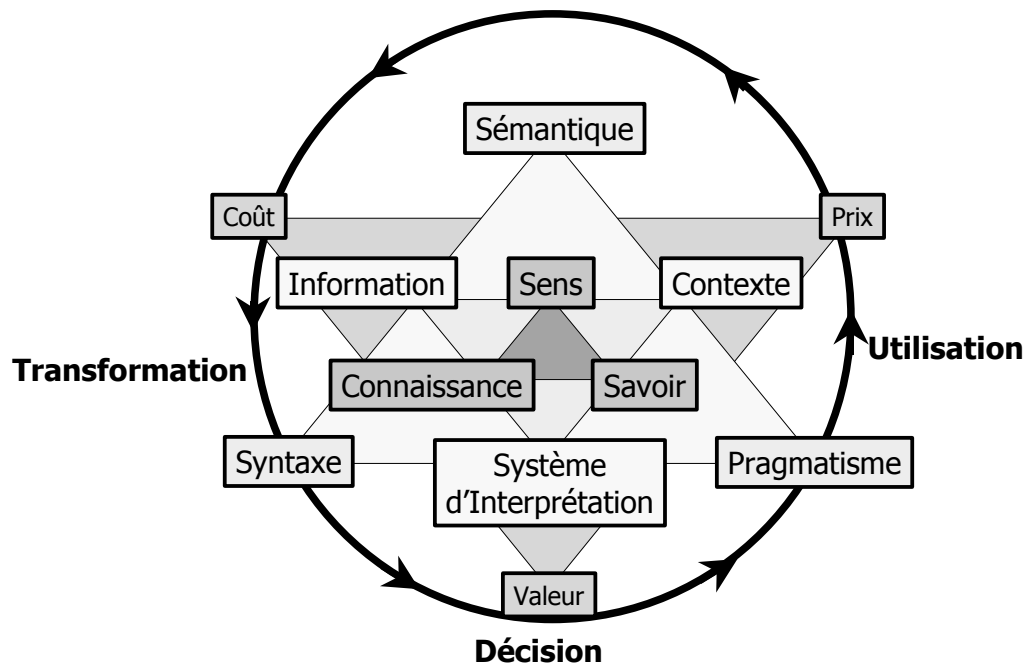 Sémantique
Coût
Prix
Information
Sens
Contexte
Transformation
Utilisation
Connaissance
Savoir
Syntaxe
Système
d'Interprétation
Pragmatisme
Valeur
Décision